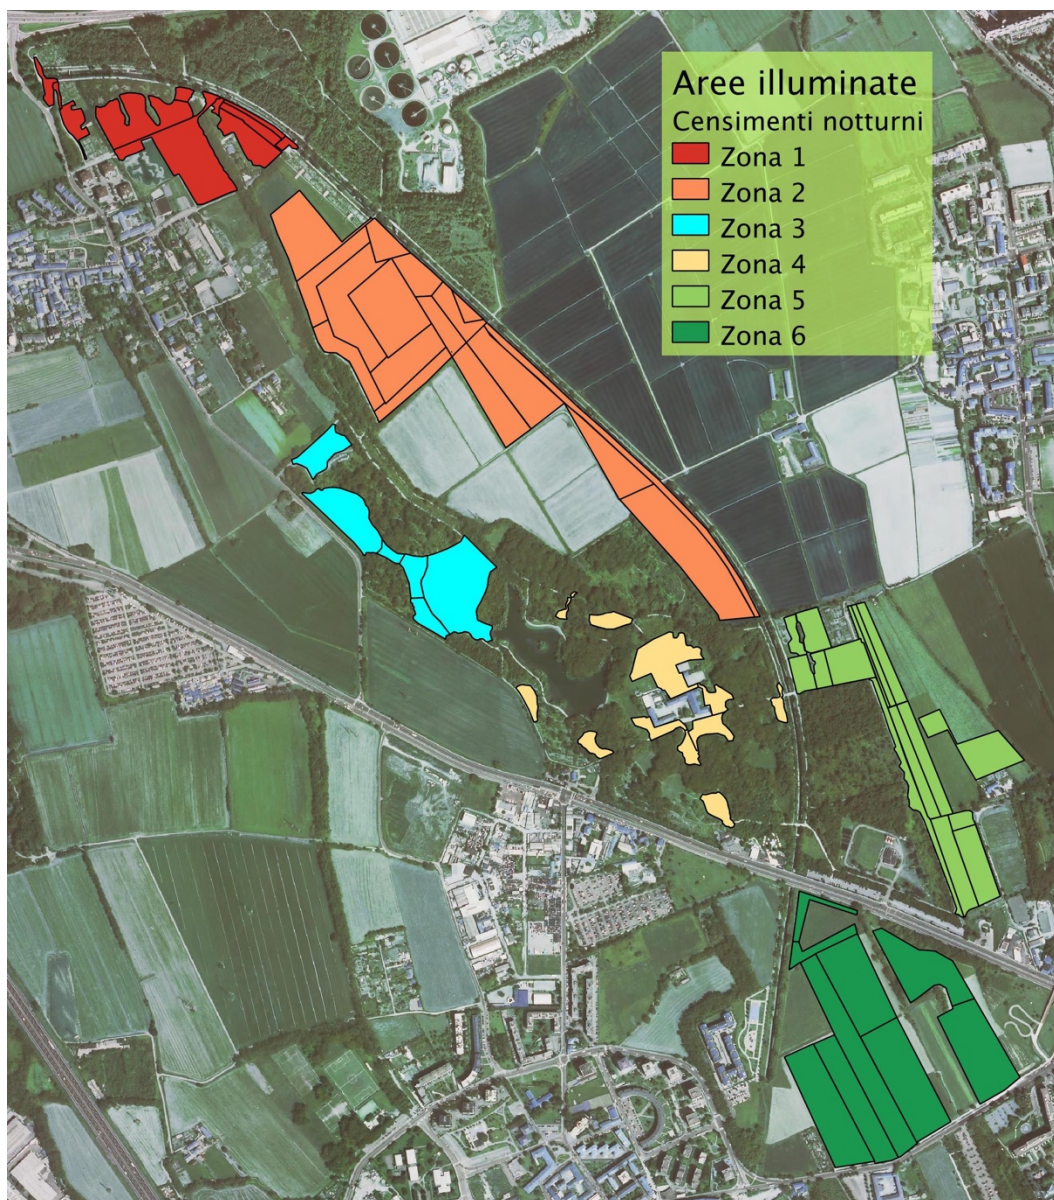 Aree illuminate
Censimenti notturni
Zona 1
Zona 2
Zona 3
Zona 4
Zona 5
Zona 6